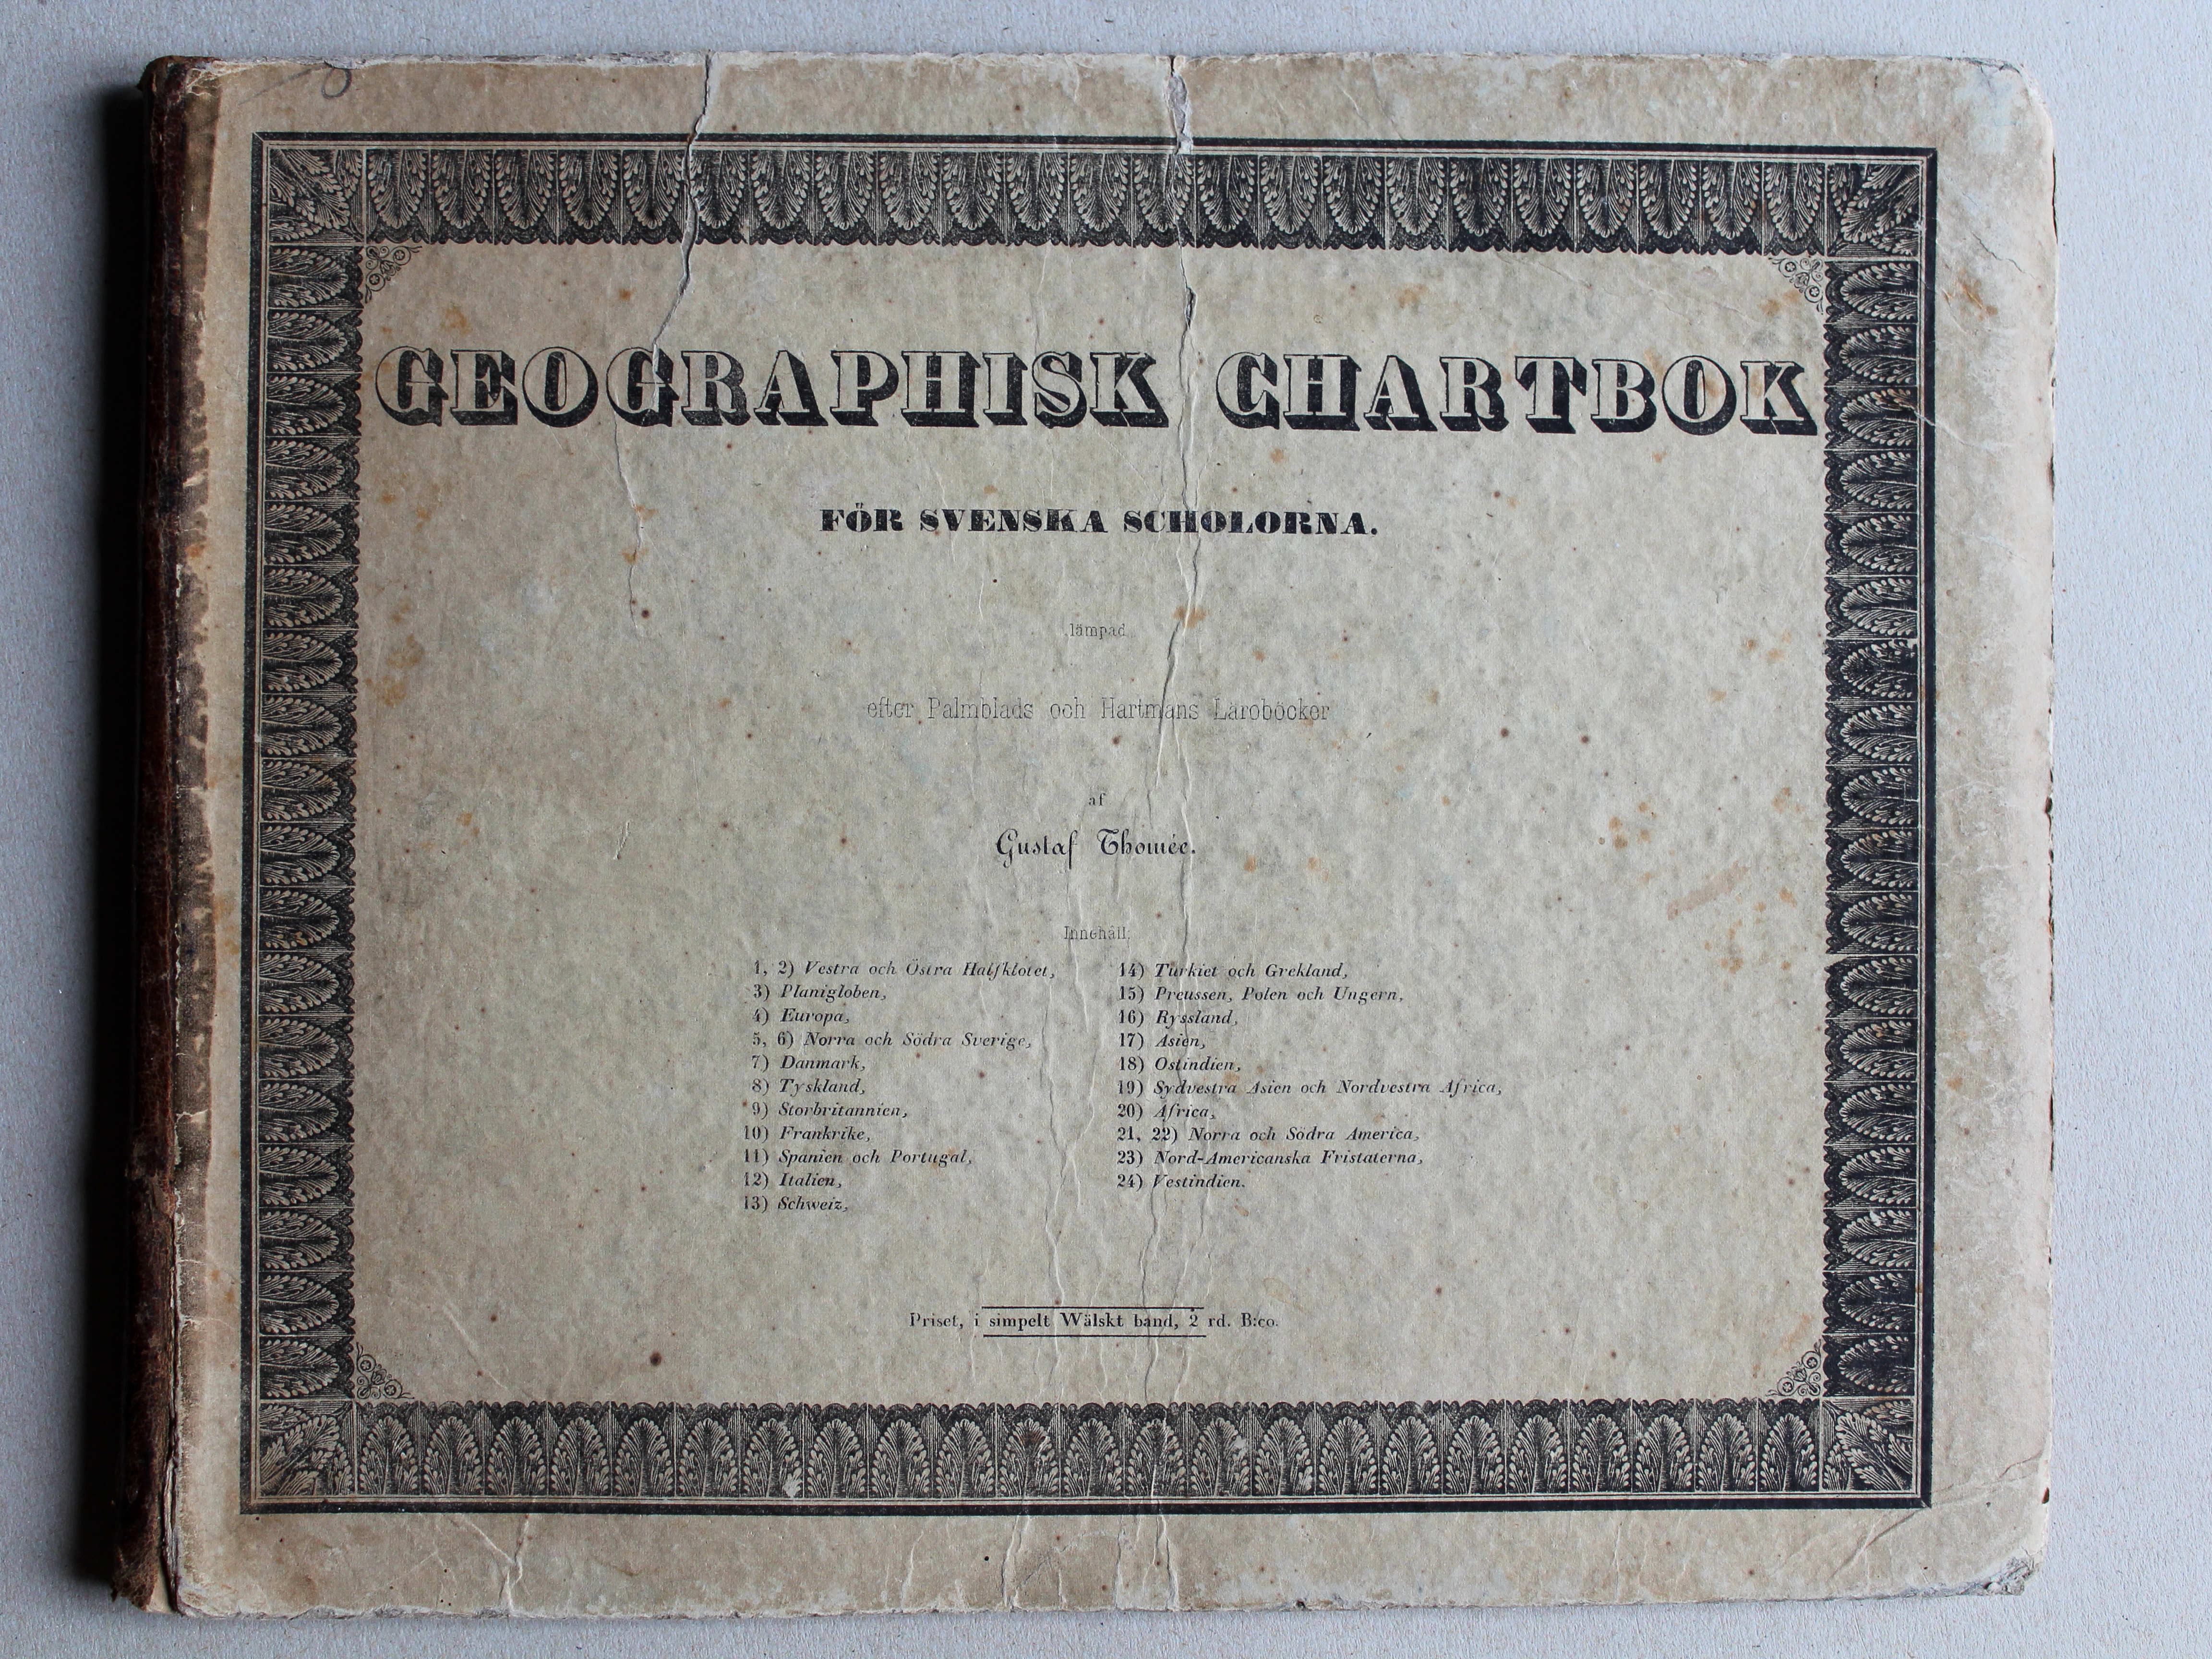 GEOGRAPHISK CHARTBOK
FÖR SVENSKA SCHOLORNA.
lämpad
efter Palmblads och Hartmans Läroböcker
af
Gustaf Thomée.
Innehåll:
1, 2) Vestra och Östra Halfklotet,
3) Planigloben,
4) Europa,
5, 6) Norra och Södra Sverige,
7) Danmark,
8) Tyskland,
9) Storbritannien,
10) Frankrike,
11) Spanien och Portugal,
12) Italien,
13) Schweiz,
14) Turkiet och Grekland,
15) Preussen, Polen och Ungern,
16) Ryssland,
17) Asien,
18) Ostindien,
19) Sydvestra Asien och Nordvestra Africa,
20) Africa,
21, 22) Norra och Södra America,
23) Nord-Americanska Fristaterna,
24) Vestindien.
Priset, i simpelt Wälskt band, 2 rd. B:co.